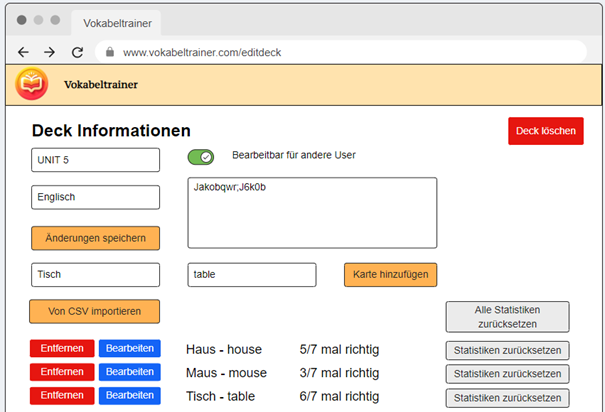 Vokabeltrainer
www.vokabeltrainer.com/editdeck
Vokabeltrainer
Deck Informationen
Deck löschen
UNIT 5
Bearbeitbar für andere User
Englisch
Jakobqwr;J6k0b
Änderungen speichern
Tisch
table
Karte hinzufügen
Von CSV importieren
Alle Statistiken
zurücksetzen
Entfernen Bearbeiten Haus - house 5/7 mal richtig Statistiken zurücksetzen
Entfernen Bearbeiten Maus - mouse 3/7 mal richtig Statistiken zurücksetzen
Entfernen Bearbeiten Tisch - table 6/7 mal richtig Statistiken zurücksetzen